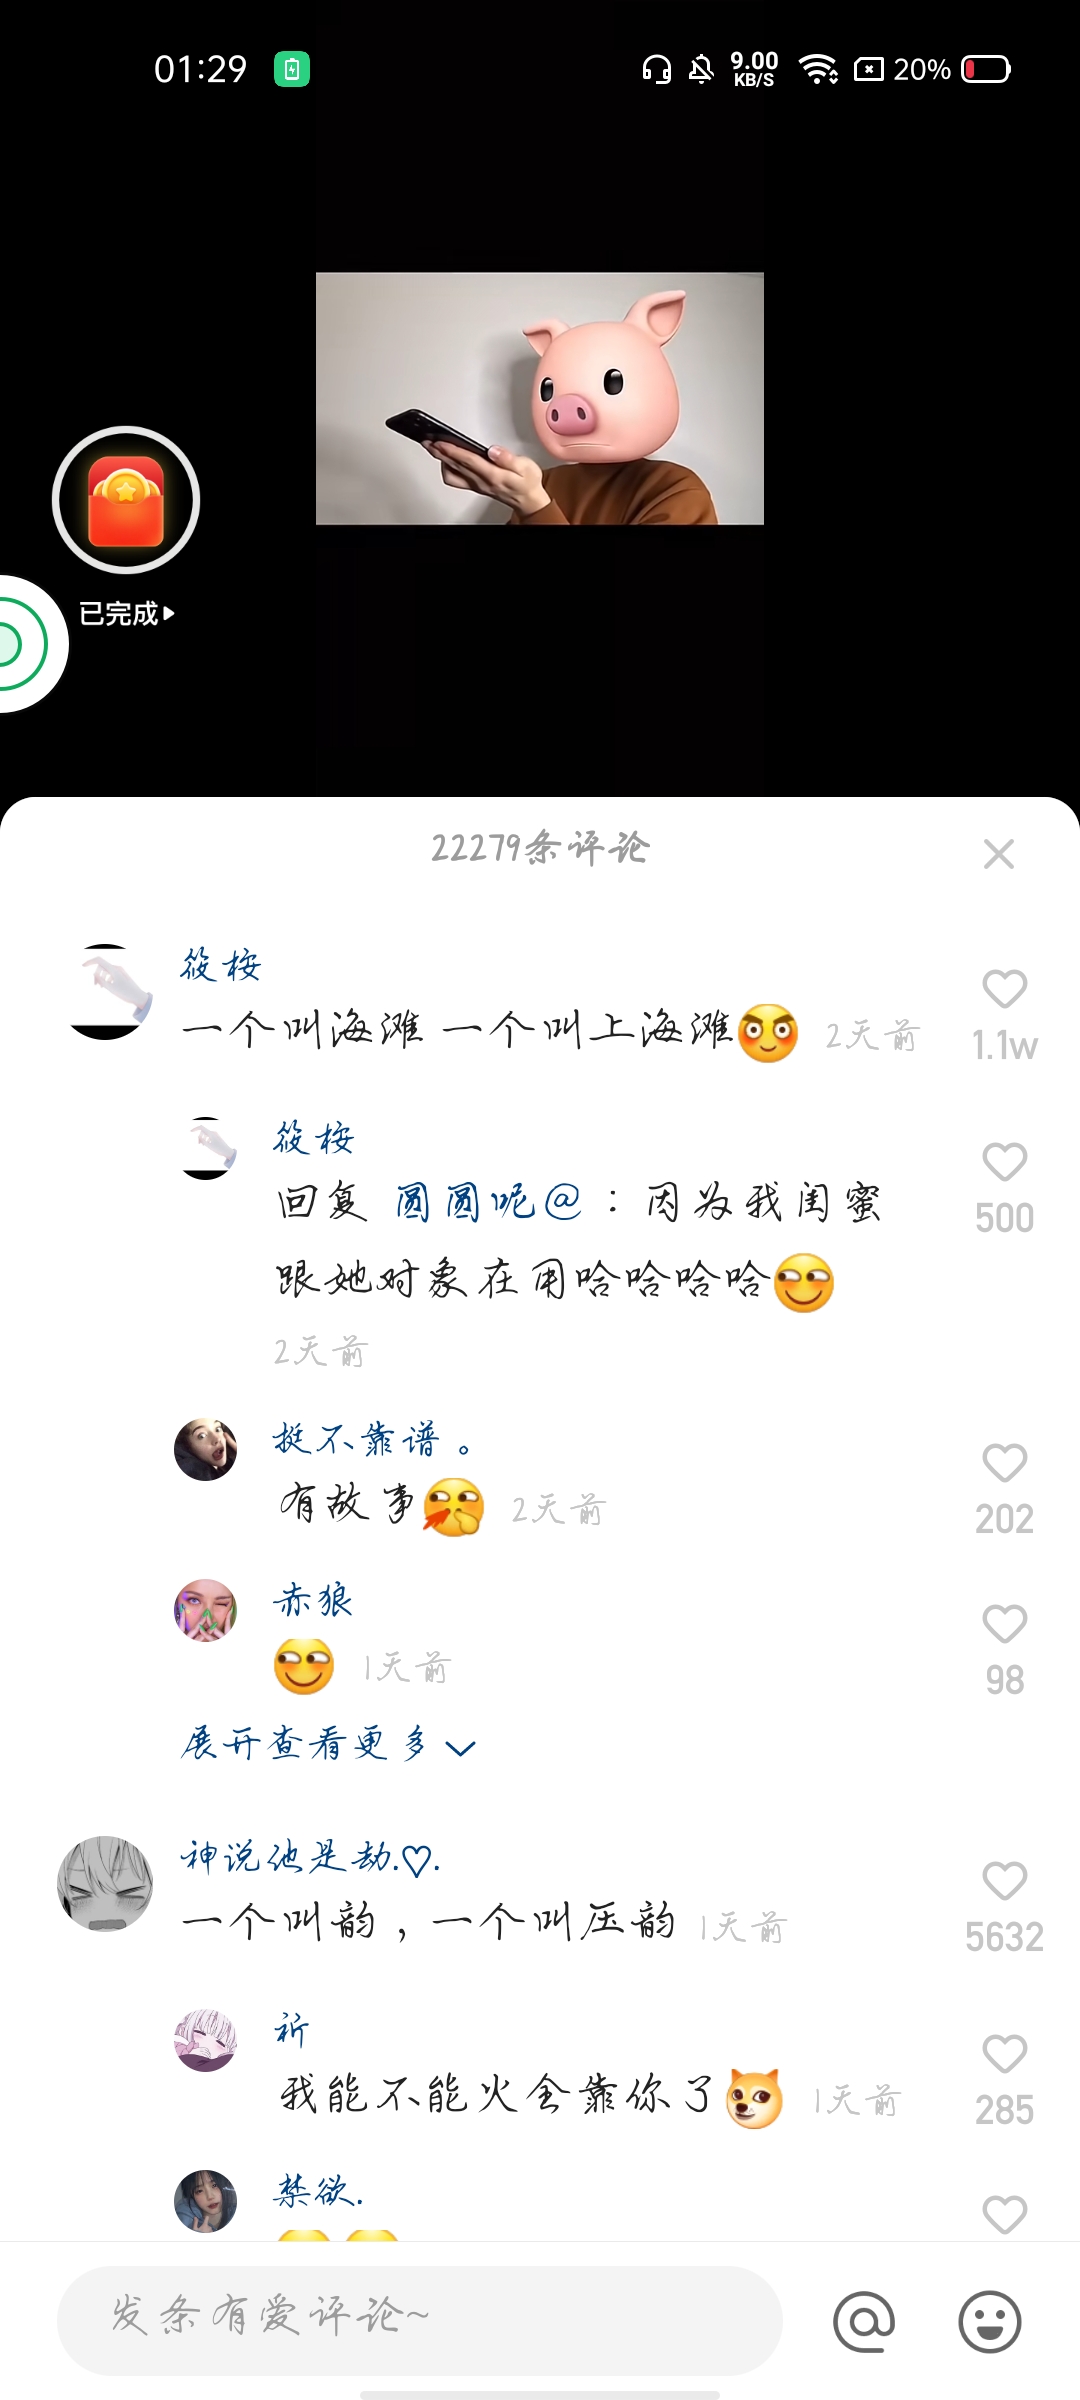 01:29
9.00
KB/S
20%
已完成
22279条评论
筱桉
一个叫海滩 一个叫上海滩 2天前
1.1w
筱桉
回复 圆圆呢@：因为我闺蜜
跟她对象在用哈哈哈哈
2天前
500
挺不靠谱。
有故事 2天前
202
赤狼
1天前
98
展开查看更多
神说他是劫.♡.
一个叫韵，一个叫压韵 1天前
5632
祈
我能不能火全靠你了 1天前
285
禁欲.
发条有爱评论~